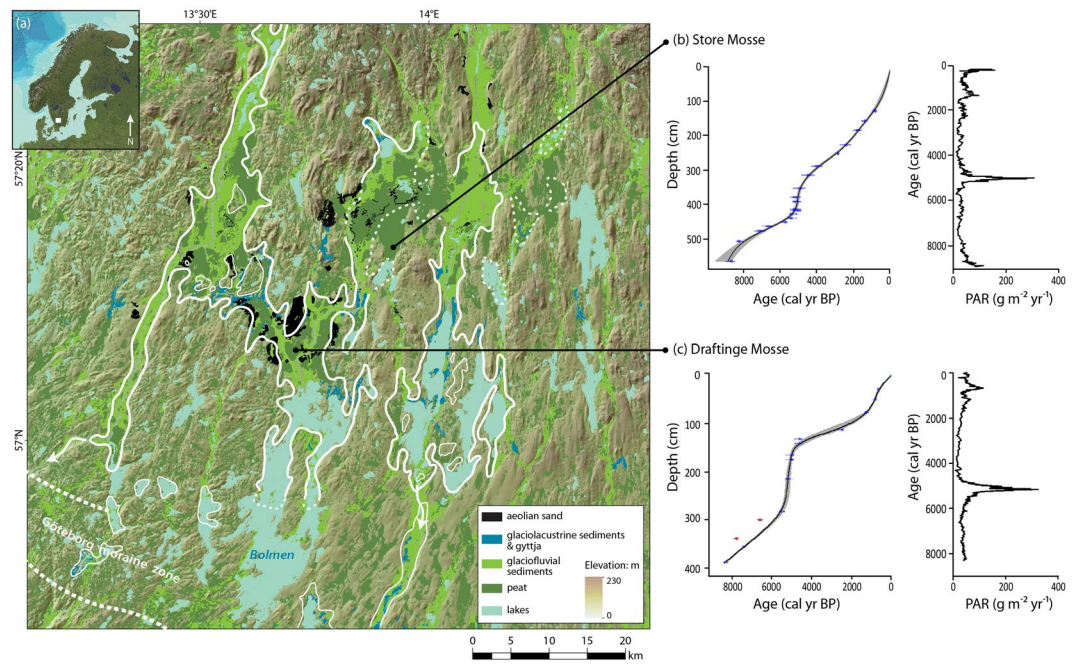 (a)
13°30'E
14°E
N
57°20'N
57°N
Göteborg moraine zone
Bolmen
aeolian sand
glaciolacustrine sediments
& gyttja
glaciofluvial
sediments
peat
lakes
Elevation: m
230
0
0 5 10 15 20
km
(b) Store Mosse
0
100
200
300
400
500
Depth (cm)
8000 6000 4000 2000 0
Age (cal yr BP)
0
2000
4000
6000
8000
Age (cal yr BP)
0 100 200 300 400
PAR (g m⁻² yr⁻¹)
(c) Draftinge Mosse
0
100
200
300
400
Depth (cm)
8000 6000 4000 2000 0
Age (cal yr BP)
0
2000
4000
6000
8000
Age (cal yr BP)
0 100 200 300 400
PAR (g m⁻² yr⁻¹)